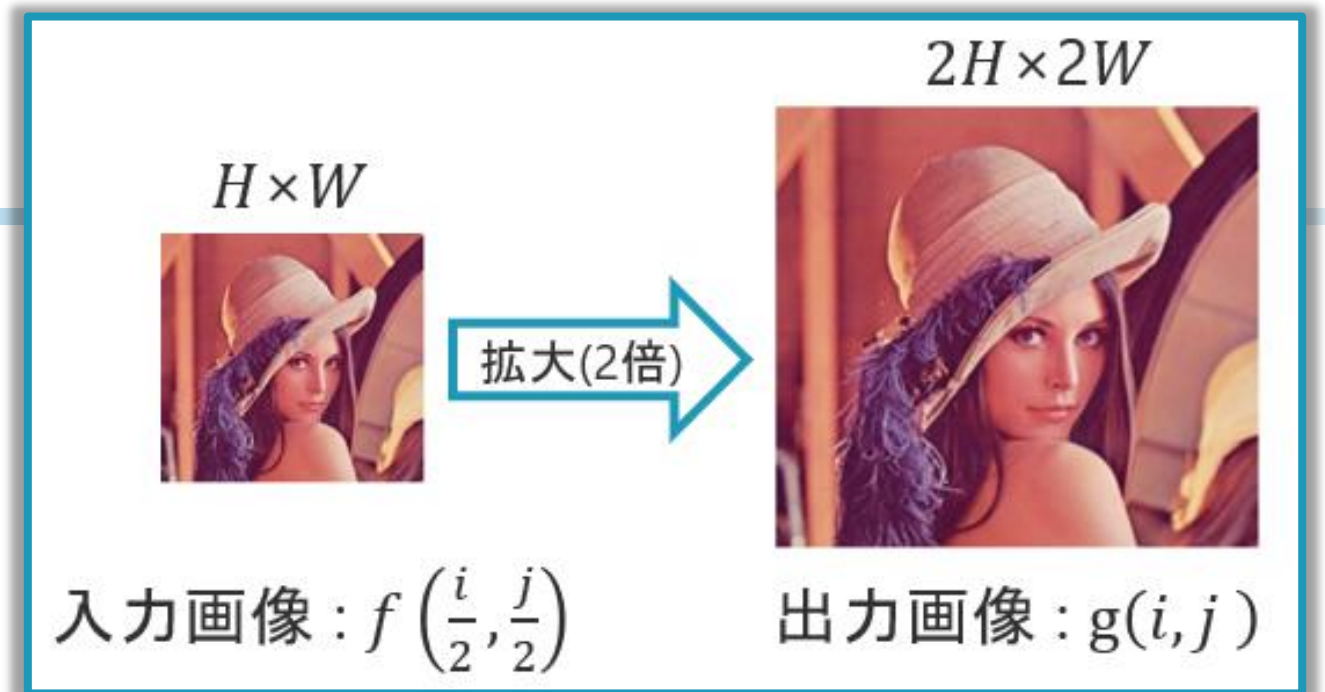 2H×2W
H×W
拡大(2倍)
入力画像 : f(i/2, j/2)
出力画像 : g(i, j )